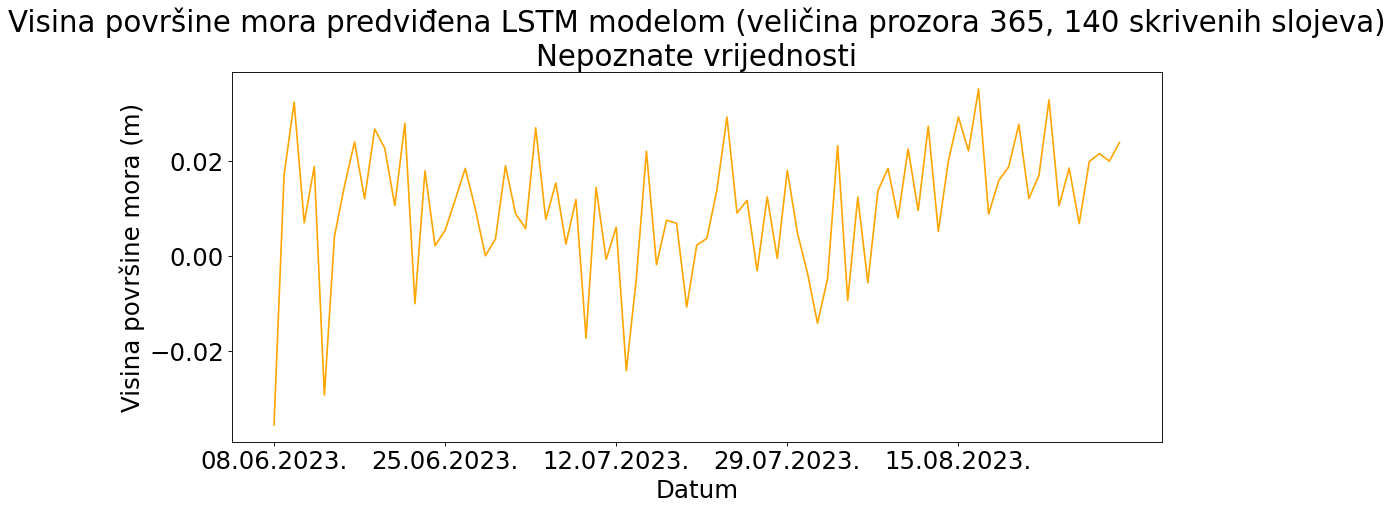 Visina površine mora predviđena LSTM modelom (veličina prozora 365, 140 skrivenih slojeva)
Nepoznate vrijednosti
Visina površine mora (m)
0.02
0.00
−0.02
08.06.2023. 25.06.2023. 12.07.2023. 29.07.2023. 15.08.2023.
Datum